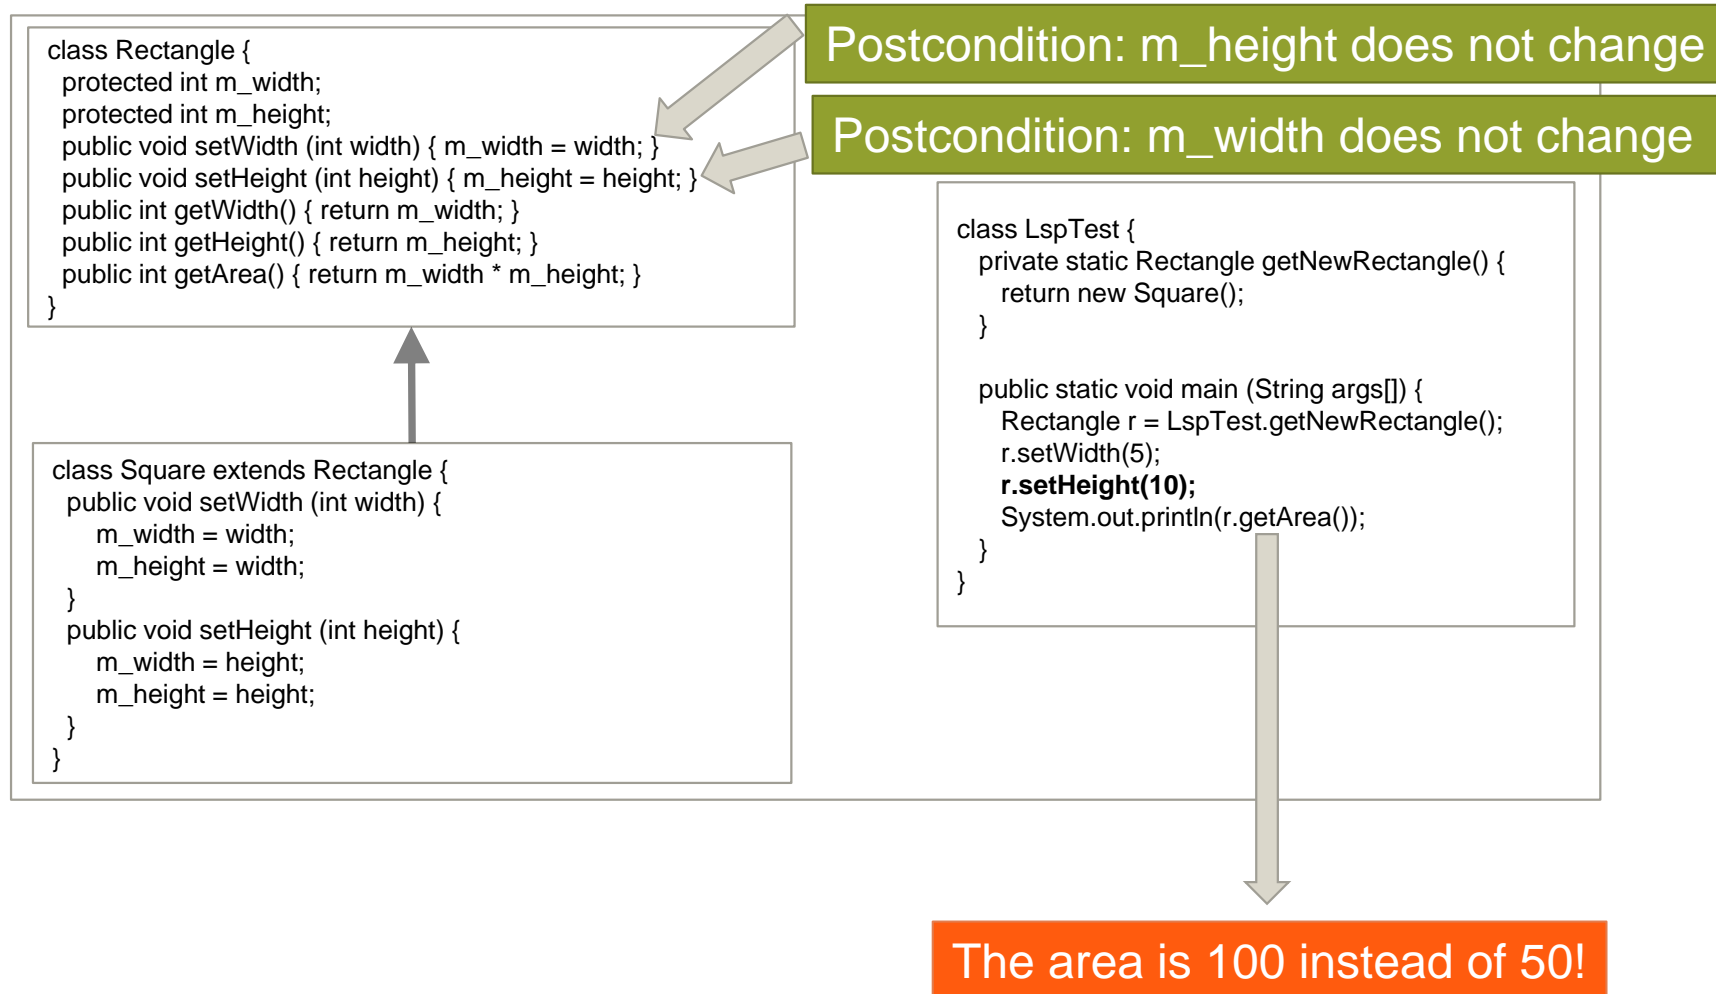 Postcondition: m_height does not change
Postcondition: m_width does not change
class Rectangle {
protected int m_width;
protected int m_height;
public void setWidth (int width) { m_width = width; }
public void setHeight (int height) { m_height = height; }
public int getWidth() { return m_width; }
public int getHeight() { return m_height; }
public int getArea() { return m_width * m_height; }
}
class Square extends Rectangle {
public void setWidth (int width) {
m_width = width;
m_height = width;
}
public void setHeight (int height) {
m_width = height;
m_height = height;
}
}
class LspTest {
private static Rectangle getNewRectangle() {
return new Square();
}
public static void main (String args[]) {
Rectangle r = LspTest.getNewRectangle();
r.setWidth(5);
r.setHeight(10);
System.out.println(r.getArea());
}
}
The area is 100 instead of 50!